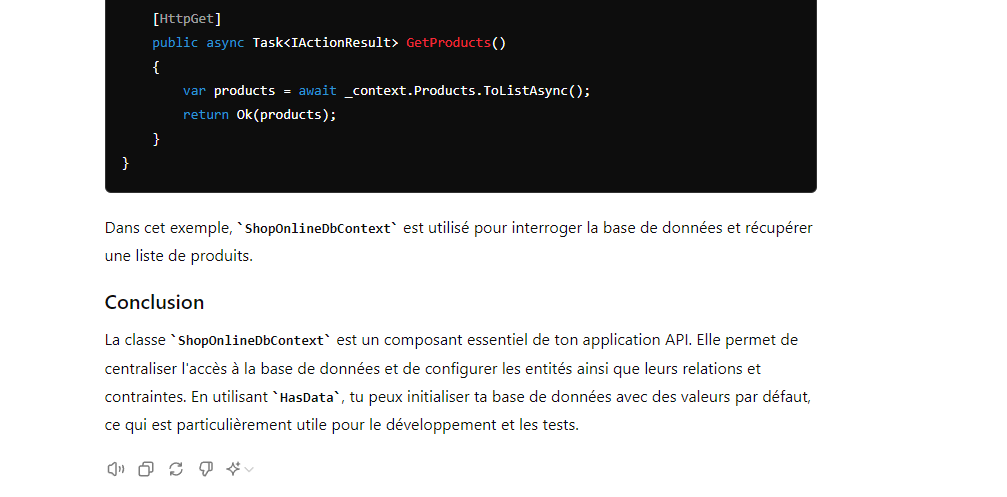 [HttpGet]
public async Task<IActionResult> GetProducts()
{
var products = await _context.Products.ToListAsync();
return Ok(products);
}
}
Dans cet exemple, `ShopOnlineDbContext` est utilisé pour interroger la base de données et récupérer
une liste de produits.
Conclusion
La classe `ShopOnlineDbContext` est un composant essentiel de ton application API. Elle permet de
centraliser l'accès à la base de données et de configurer les entités ainsi que leurs relations et
contraintes. En utilisant `HasData`, tu peux initialiser ta base de données avec des valeurs par défaut,
ce qui est particulièrement utile pour le développement et les tests.